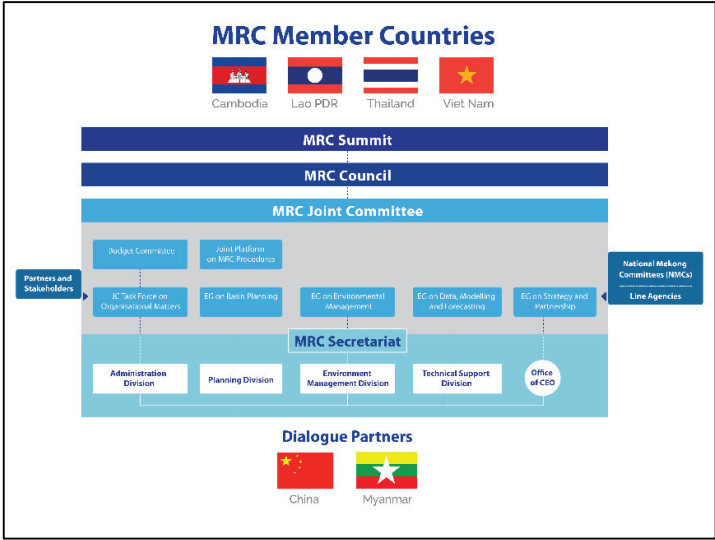 MRC Member Countries
Cambodia
Lao PDR
Thailand
Viet Nam
MRC Summit
MRC Council
MRC Joint Committee
Budget Committee
Joint Platform
on MRC Procedures
Partners and
Stakeholders
National Mekong
Committees (NMCs)
Line Agencies
JC Task Force on
Organisational Matters
EG on Basin Planning
EG on Environmental
Management
EG on Data, Modelling
and Forecasting
EG on Strategy and
Partnership
MRC Secretariat
Administration
Division
Planning Division
Environment
Management Division
Technical Support
Division
Office
of CEO
Dialogue Partners
China
Myanmar